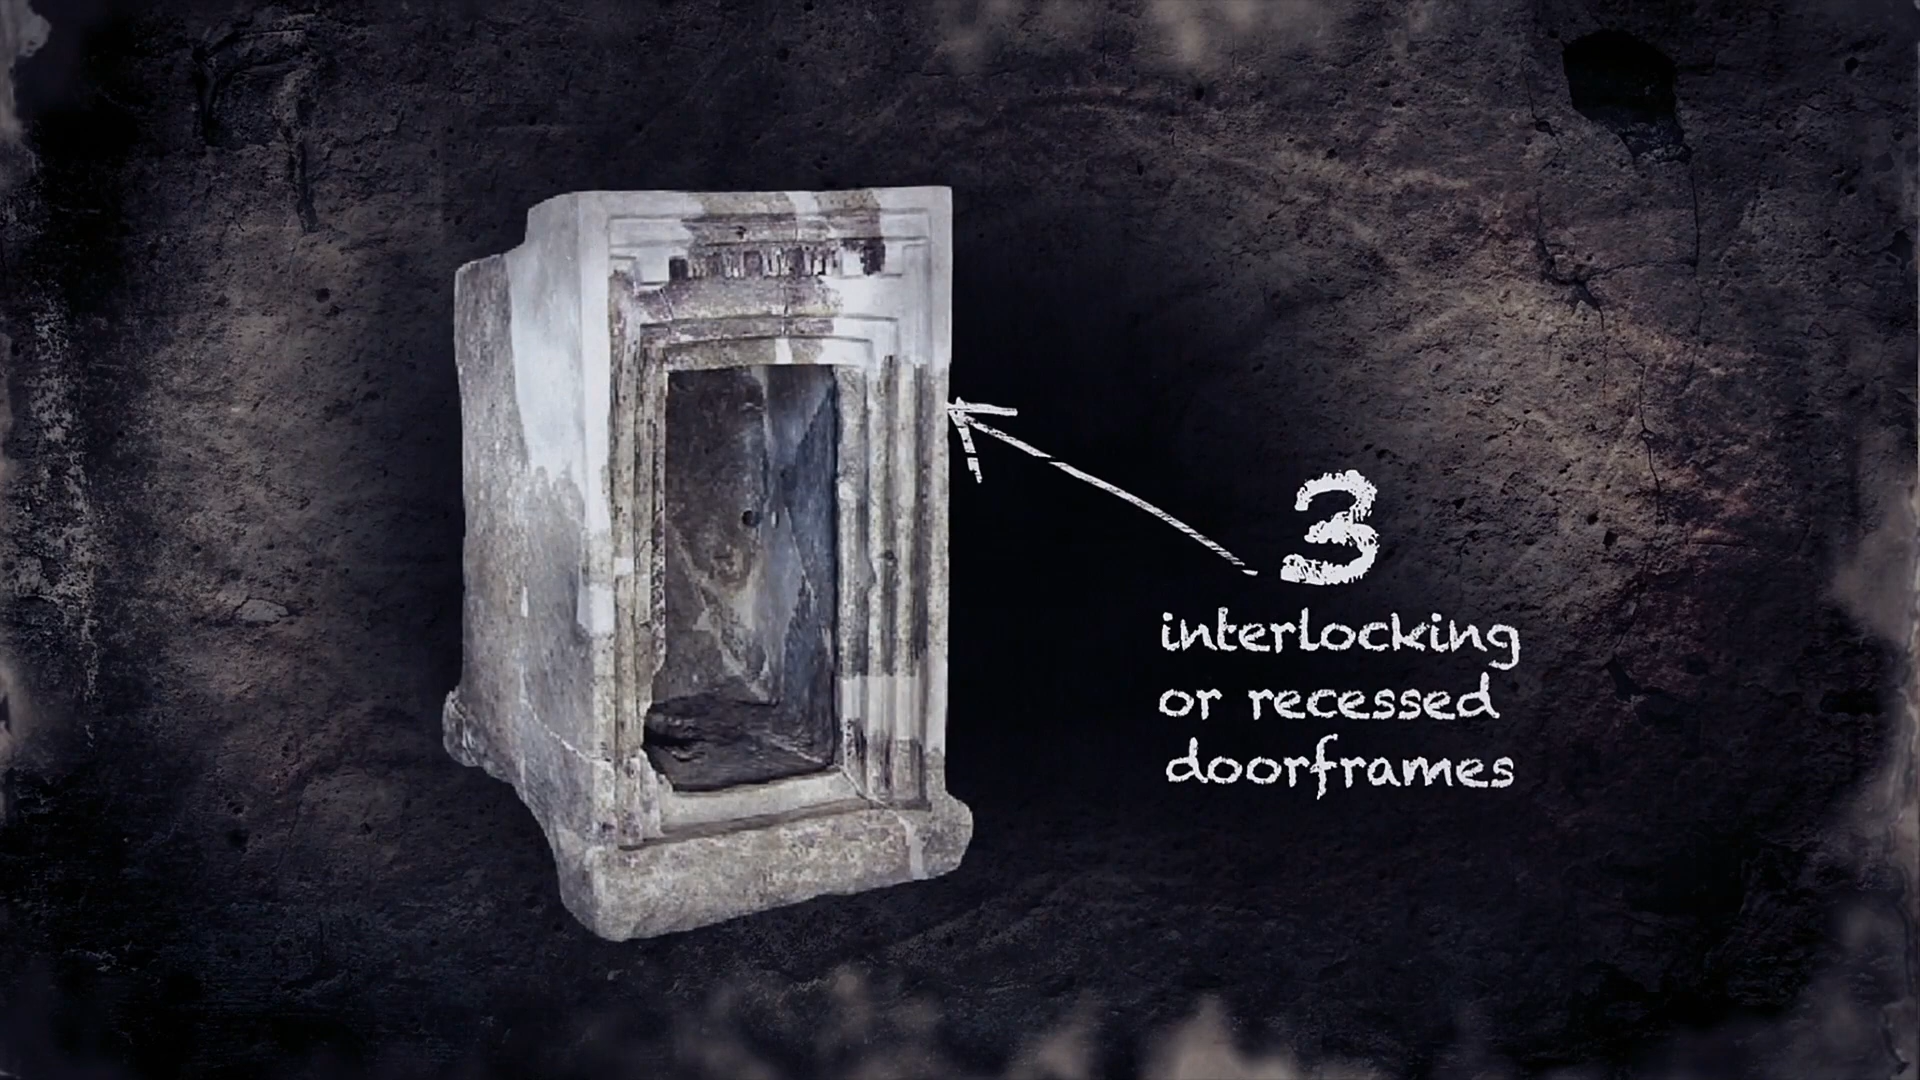 3
interlocking
or recessed
doorframes